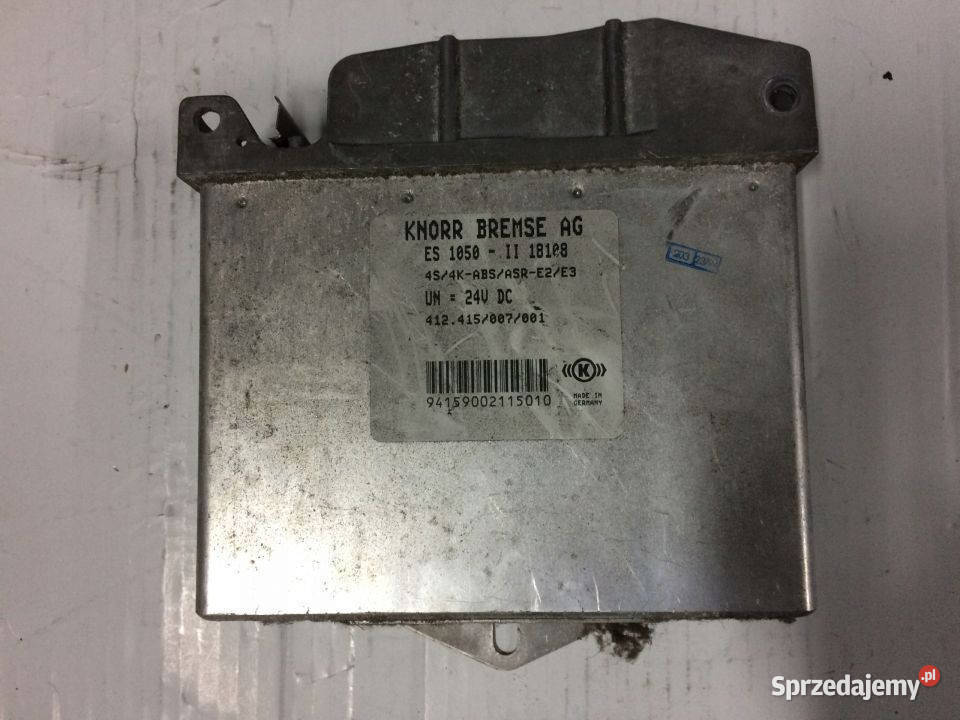 KNORR BREMSE AG
ES 1050 - II 18108
4S/4K-ABS/ASR-E2/E3
UN = 24V DC
412.415/007/001
K
94159002115010
MADE IN
GERMANY
203
Sprzedajemy.pl